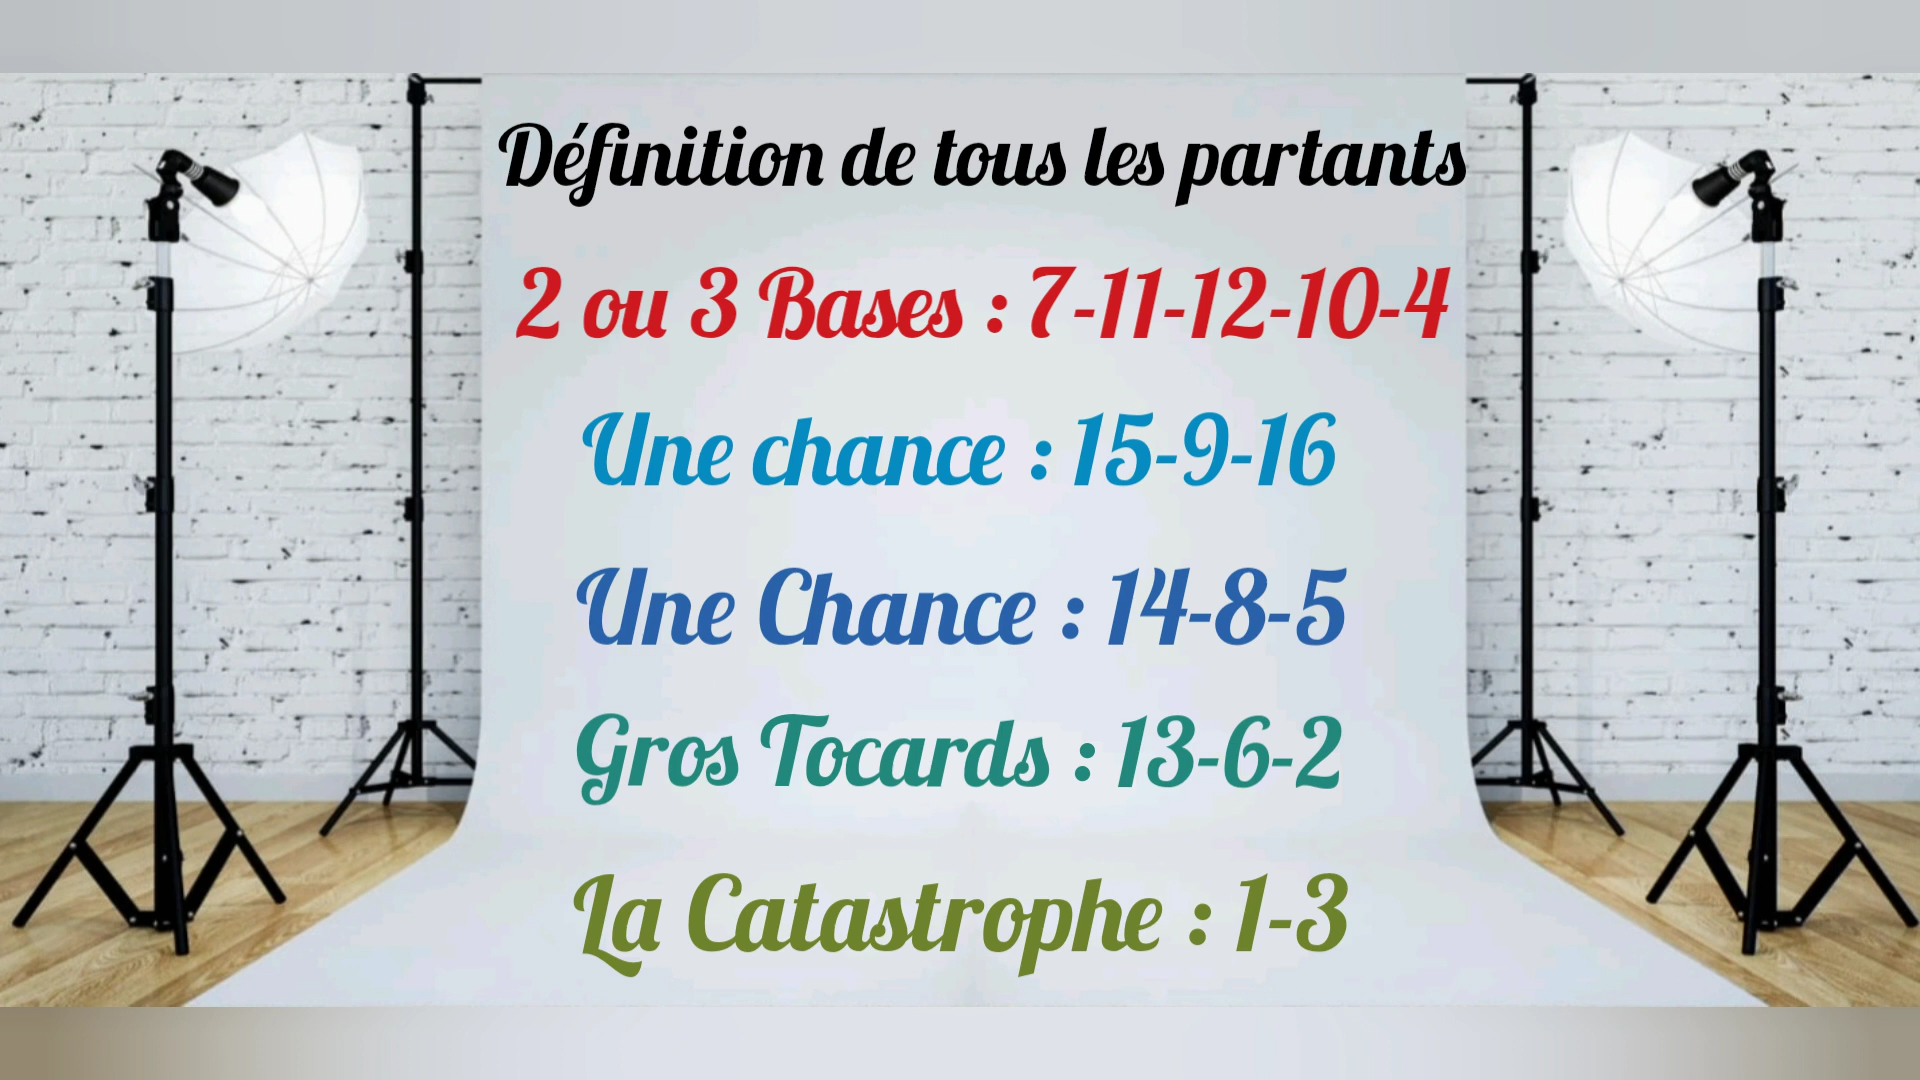 Définition de tous les partants
2 ou 3 Bases : 7-11-12-10-4
Une chance : 15-9-16
Une Chance : 14-8-5
Gros Tocards : 13-6-2
La Catastrophe : 1-3